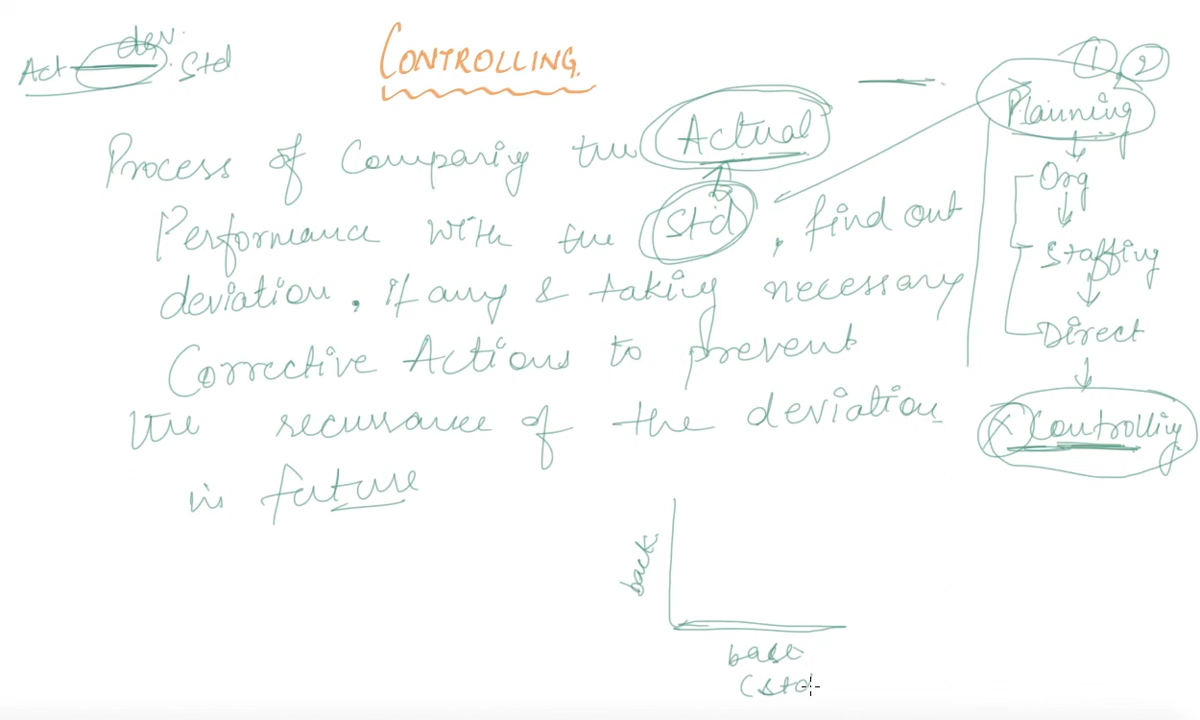 Act dev. Std
CONTROLLING.
① ②
Process of Comparing the Actual
Performance with the Std, find out
deviation, if any & taking necessary
Corrective Actions to prevent
the recurrance of the deviation
in future
Planning
Org
Staffing
Direct
Controlling
back
base
(Std